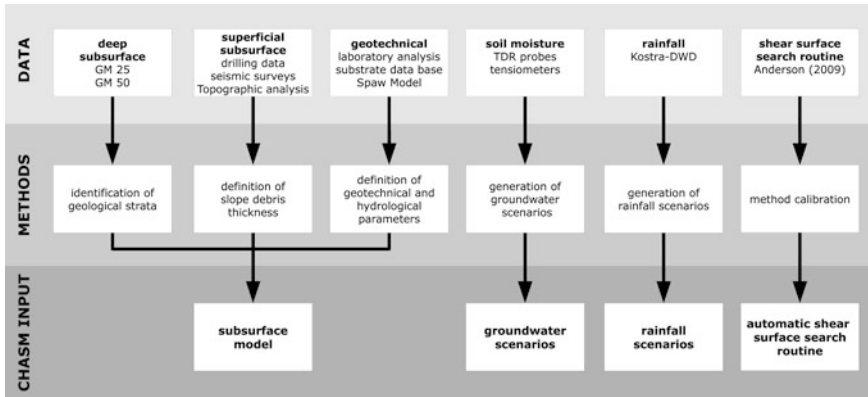 DATA
deep
subsurface
GM 25
GM 50
superficial
subsurface
drilling data
seismic surveys
Topographic analysis
geotechnical
laboratory analysis
substrate data base
Spaw Model
soil moisture
TDR probes
tensiometers
rainfall
Kostra-DWD
shear surface
search routine
Anderson (2009)
METHODS
identification of
geological strata
definition of
slope debris
thickness
definition of
geotechnical and
hydrological
parameters
generation of
groundwater
scenarios
generation of
rainfall scenarios
method calibration
CHASM INPUT
subsurface
model
groundwater
scenarios
rainfall
scenarios
automatic shear
surface search
routine